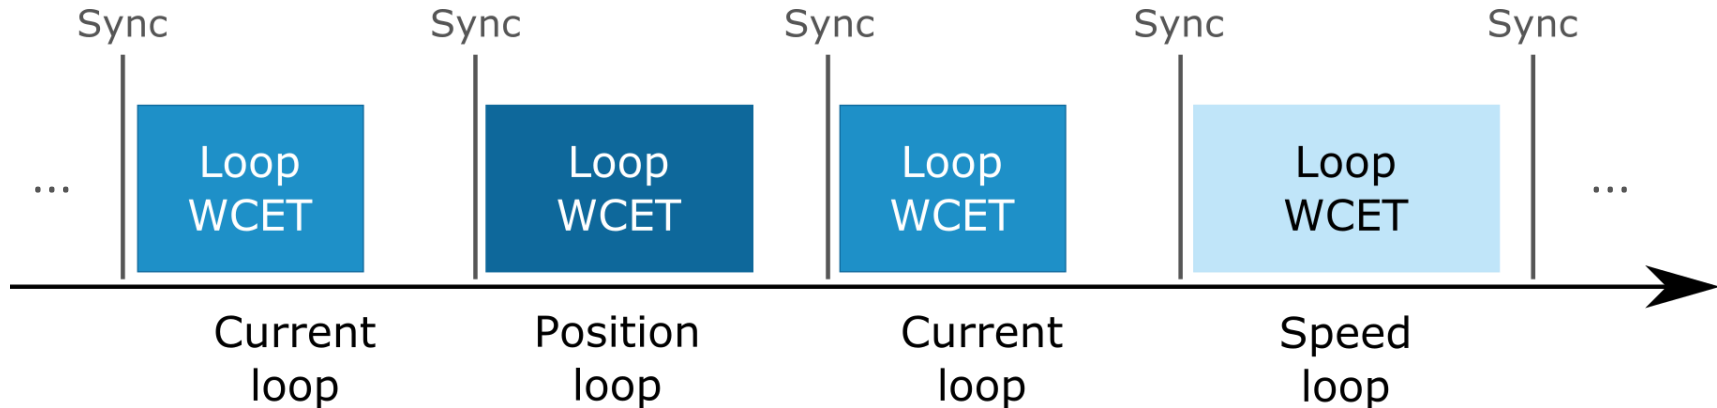 Sync Sync Sync Sync Sync
... Loop Loop Loop Loop ...
WCET WCET WCET WCET
Current Position Current Speed
loop loop loop loop